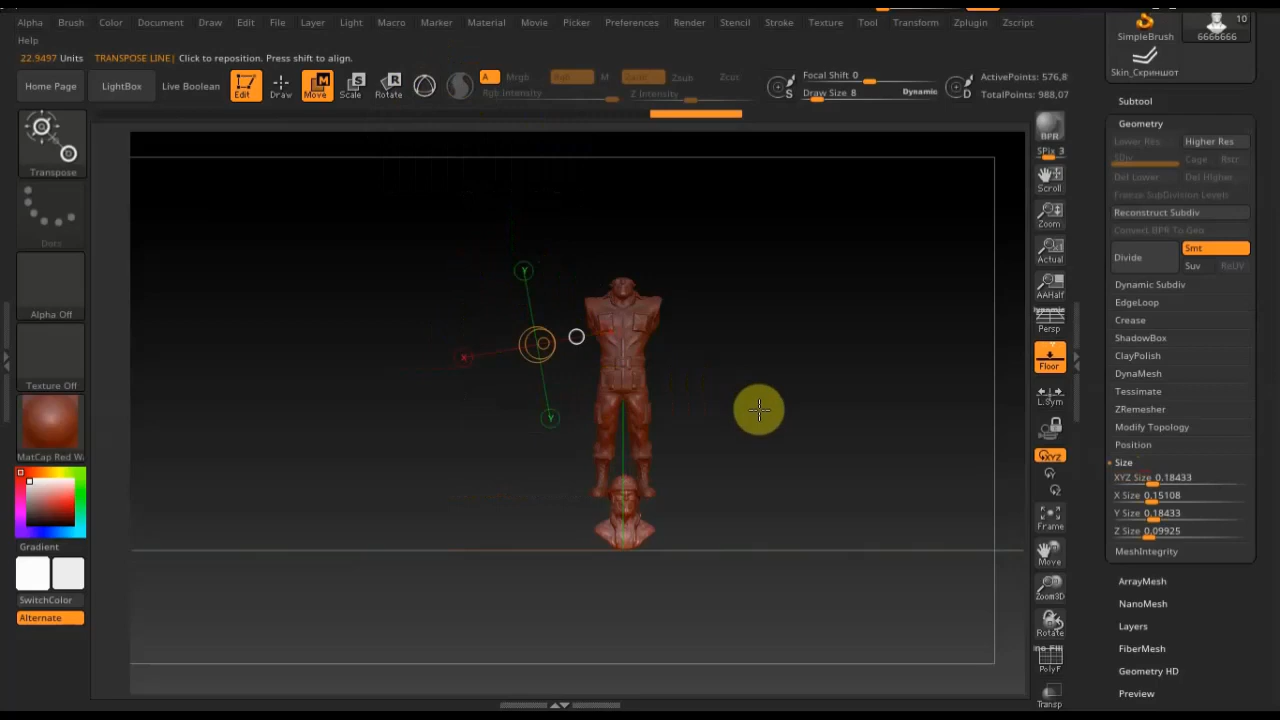 Alpha Brush Color Document Draw Edit File Layer Light Macro Marker Material Movie Picker Preferences Render Stencil Stroke Texture Tool Transform Zplugin Zscript
Help
22.9497 Units TRANSPOSE LINE| Click to reposition. Press shift to align.
Home Page LightBox Live Boolean Edit Draw Move Scale Rotate
A Mrgb M Zsub Zcut
Rgb Intensity Z Intensity
S Focal Shift 0
Draw Size 8 Dynamic
D ActivePoints: 576,8
TotalPoints: 988,07
SimpleBrush
10
6666666
Skin_Скриншот
Transpose
Dots
Alpha Off
Texture Off
MatCap Red Wa
Gradient
SwitchColor
Alternate
Y
X
Y
BPR
SPix 3
Scroll
Zoom
Actual
AAHalf
Dynamic
Persp
Floor
L.Sym
XYZ
Y
Z
Frame
Move
Zoom3D
Rotate
PolyF
Transp
Subtool
Geometry
Lower Res Higher Res
SDiv Cage Rstr
Del Lower Del Higher
Freeze SubDivision Levels
Reconstruct Subdiv
Convert BPR To Geo
Divide Smt
Suv ReUV
Dynamic Subdiv
EdgeLoop
Crease
ShadowBox
ClayPolish
DynaMesh
Tessimate
ZRemesher
Modify Topology
Position
Size
XYZ Size 0.18433
X Size 0.15108
Y Size 0.18433
Z Size 0.09925
MeshIntegrity
ArrayMesh
NanoMesh
Layers
FiberMesh
Geometry HD
Preview